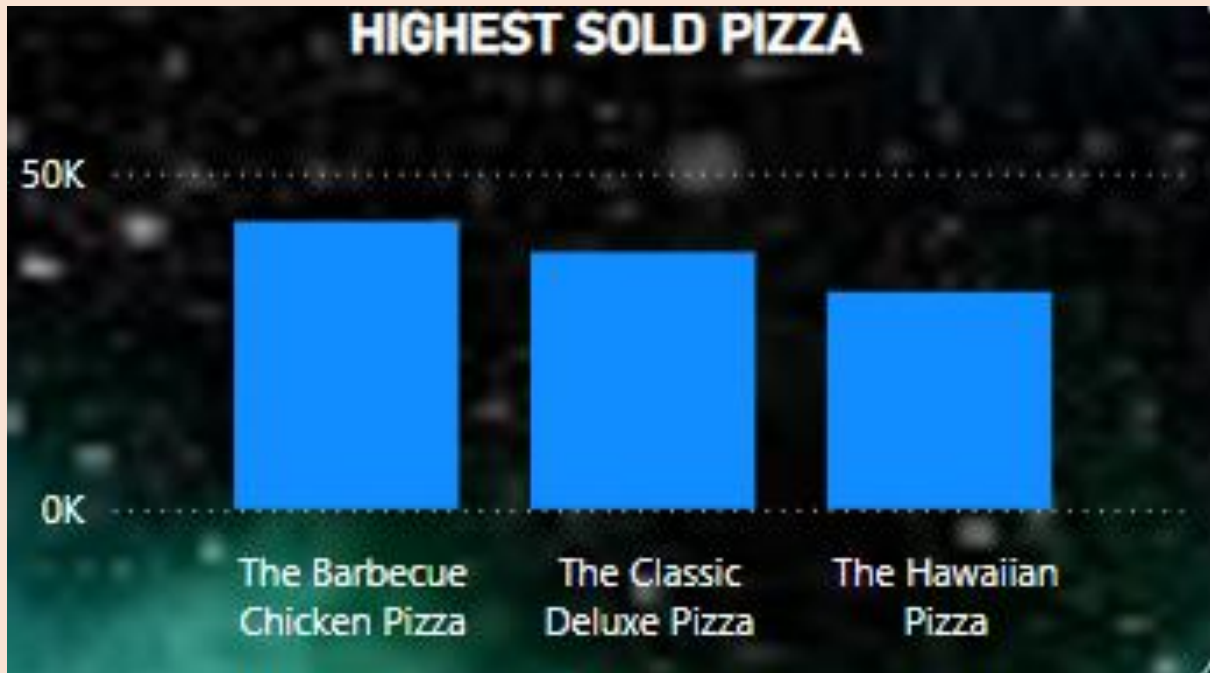 HIGHEST SOLD PIZZA
50K
0K
The Barbecue
Chicken Pizza
The Classic
Deluxe Pizza
The Hawaiian
Pizza